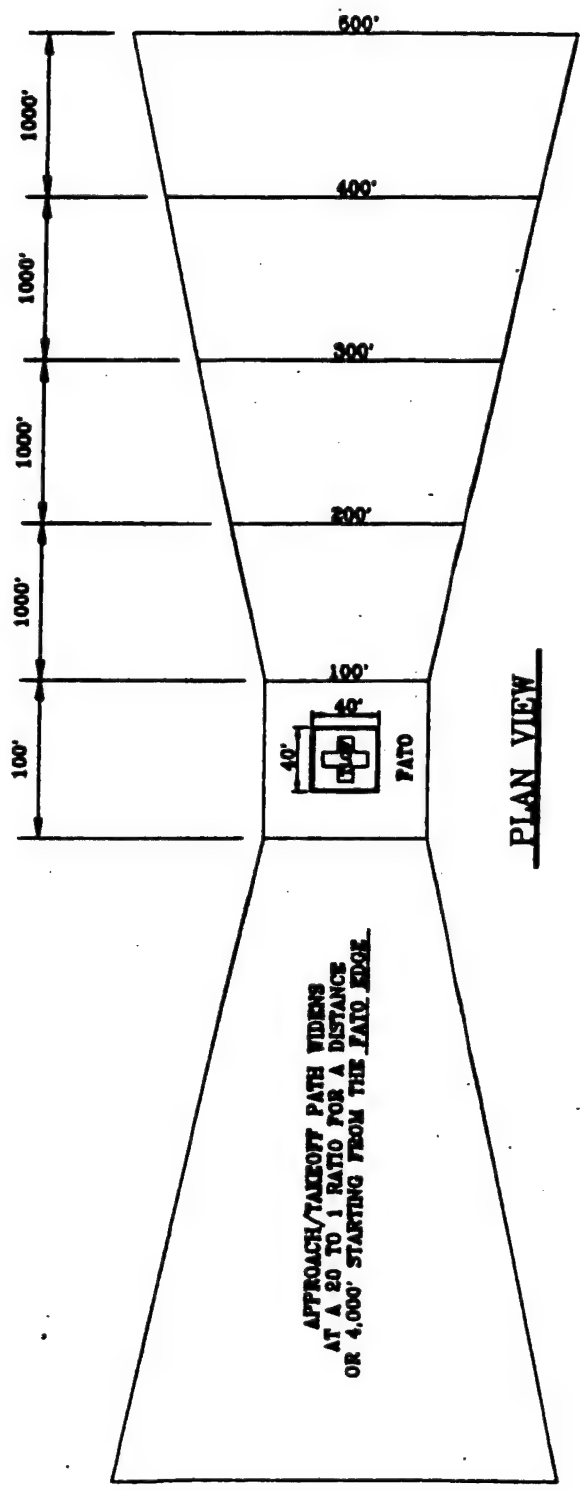 1000'
1000'
1000'
1000'
100'
500'
400'
300'
200'
100'
40'
40'
FATO
PLAN VIEW
APPROACH/TAKEOFF PATH WIDENS
AT A 20 TO 1 RATIO FOR A DISTANCE
OR 4,000' STARTING FROM THE FATO EDGE